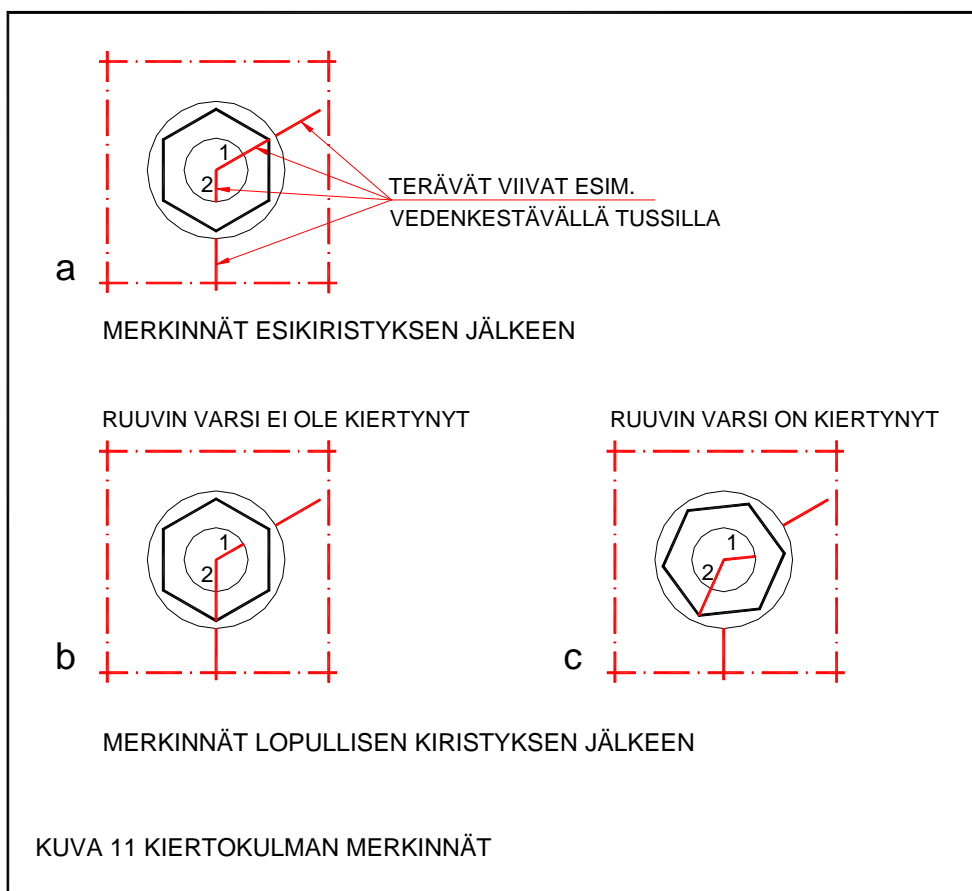 1
2
TERÄVÄT VIIVAT ESIM.
VEDENKESTÄVÄLLÄ TUSSILLA
a
MERKINNÄT ESIKIRISTYKSEN JÄLKEEN
RUUVIN VARSI EI OLE KIERTYNYT
1
2
b
RUUVIN VARSI ON KIERTYNYT
1
2
c
MERKINNÄT LOPULLISEN KIRISTYKSEN JÄLKEEN
KUVA 11 KIERTOKULMAN MERKINNÄT